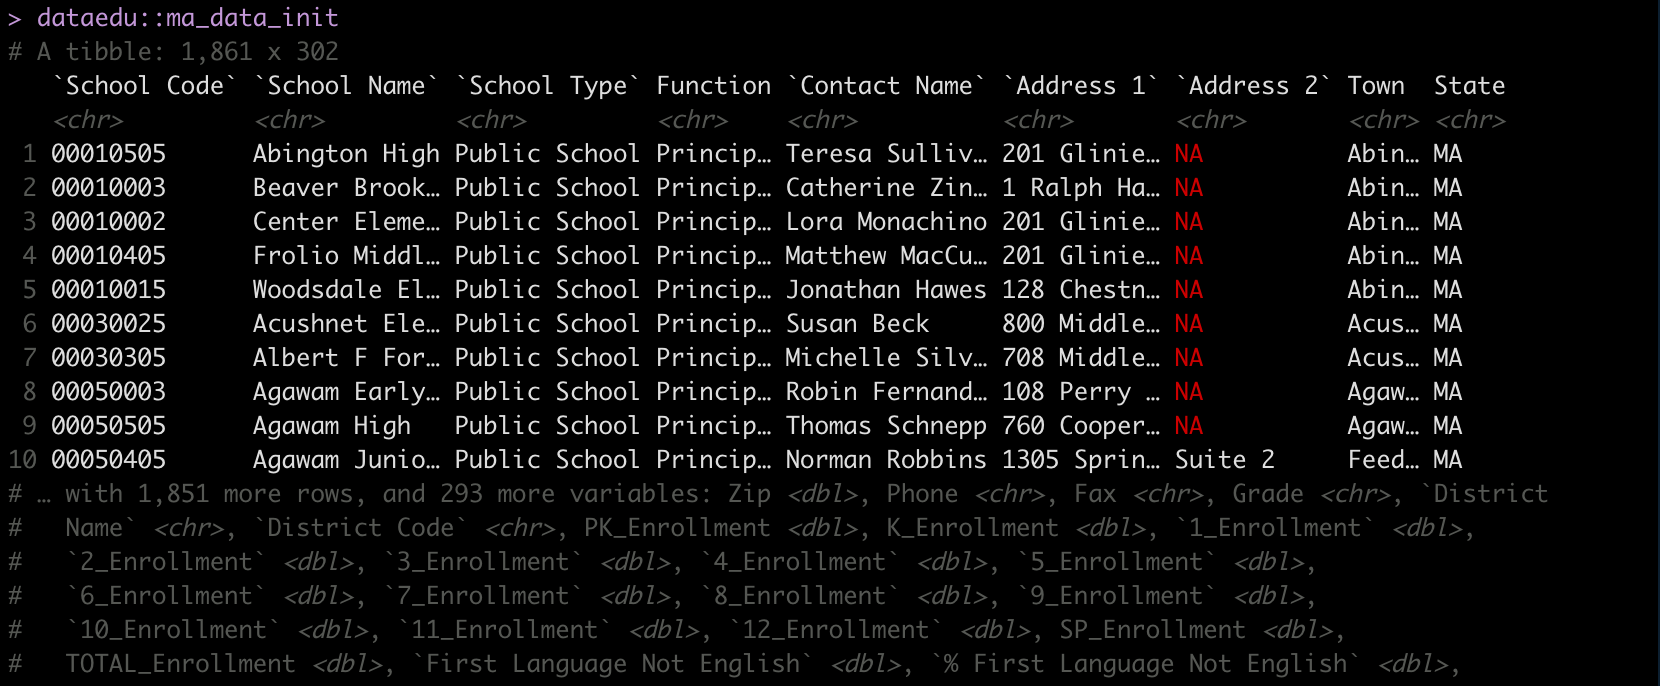 > dataedu::ma_data_init
# A tibble: 1,861 x 302
`School Code` `School Name` `School Type` Function `Contact Name` `Address 1` `Address 2` Town State
<chr> <chr> <chr> <chr> <chr> <chr> <chr> <chr> <chr>
1 00010505 Abington High Public School Princip… Teresa Sulliv… 201 Glinie… NA Abin… MA
2 00010003 Beaver Brook… Public School Princip… Catherine Zin… 1 Ralph Ha… NA Abin… MA
3 00010002 Center Eleme… Public School Princip… Lora Monachino 201 Glinie… NA Abin… MA
4 00010405 Frolio Middl… Public School Princip… Matthew MacCu… 201 Glinie… NA Abin… MA
5 00010015 Woodsdale El… Public School Princip… Jonathan Hawes 128 Chestn… NA Abin… MA
6 00030025 Acushnet Ele… Public School Princip… Susan Beck 800 Middle… NA Acus… MA
7 00030305 Albert F For… Public School Princip… Michelle Silv… 708 Middle… NA Acus… MA
8 00050003 Agawam Early… Public School Princip… Robin Fernand… 108 Perry … NA Agaw… MA
9 00050505 Agawam High Public School Princip… Thomas Schnepp 760 Cooper… NA Agaw… MA
10 00050405 Agawam Junio… Public School Princip… Norman Robbins 1305 Sprin… Suite 2 Feed… MA
# … with 1,851 more rows, and 293 more variables: Zip <dbl>, Phone <chr>, Fax <chr>, Grade <chr>, `District
# Name` <chr>, `District Code` <chr>, PK_Enrollment <dbl>, K_Enrollment <dbl>, `1_Enrollment` <dbl>,
# `2_Enrollment` <dbl>, `3_Enrollment` <dbl>, `4_Enrollment` <dbl>, `5_Enrollment` <dbl>,
# `6_Enrollment` <dbl>, `7_Enrollment` <dbl>, `8_Enrollment` <dbl>, `9_Enrollment` <dbl>,
# `10_Enrollment` <dbl>, `11_Enrollment` <dbl>, `12_Enrollment` <dbl>, SP_Enrollment <dbl>,
# TOTAL_Enrollment <dbl>, `First Language Not English` <dbl>, `% First Language Not English` <dbl>,